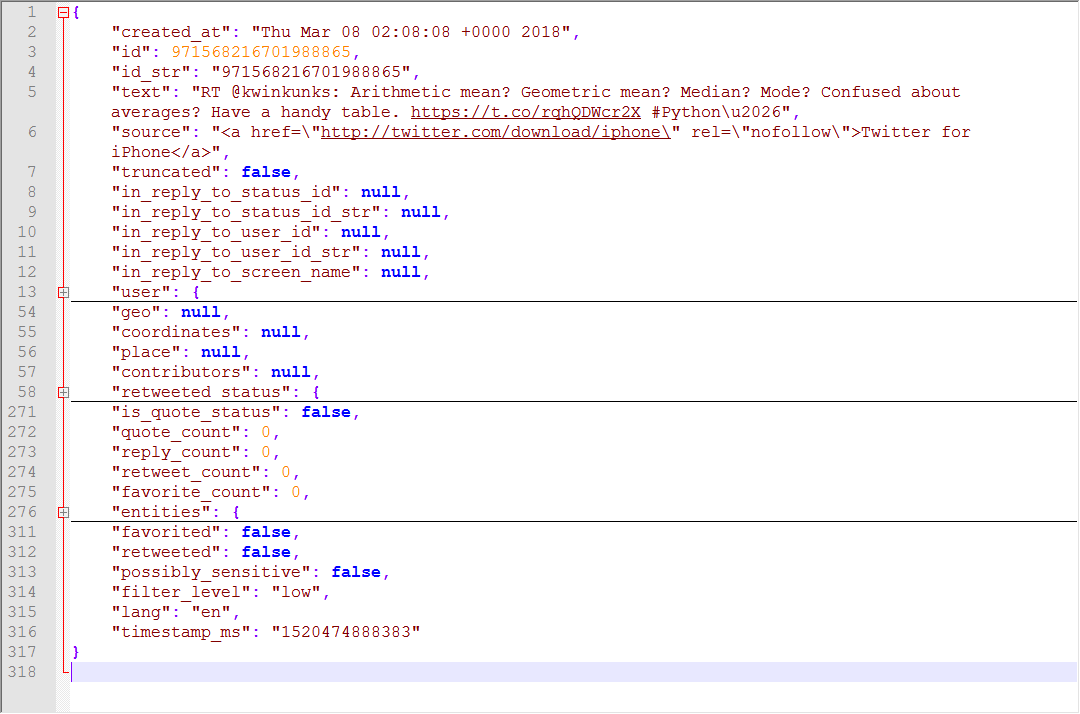 1 {
2 "created_at": "Thu Mar 08 02:08:08 +0000 2018",
3 "id": 971568216701988865,
4 "id_str": "971568216701988865",
5 "text": "RT @kwinkunks: Arithmetic mean? Geometric mean? Median? Mode? Confused about
averages? Have a handy table. https://t.co/rqhQDWcr2X #Python\u2026",
6 "source": "<a href=\"http://twitter.com/download/iphone\" rel=\"nofollow\">Twitter for
iPhone</a>",
7 "truncated": false,
8 "in_reply_to_status_id": null,
9 "in_reply_to_status_id_str": null,
10 "in_reply_to_user_id": null,
11 "in_reply_to_user_id_str": null,
12 "in_reply_to_screen_name": null,
13 "user": {
54 "geo": null,
55 "coordinates": null,
56 "place": null,
57 "contributors": null,
58 "retweeted_status": {
271 "is_quote_status": false,
272 "quote_count": 0,
273 "reply_count": 0,
274 "retweet_count": 0,
275 "favorite_count": 0,
276 "entities": {
311 "favorited": false,
312 "retweeted": false,
313 "possibly_sensitive": false,
314 "filter_level": "low",
315 "lang": "en",
316 "timestamp_ms": "1520474888383"
317 }
318